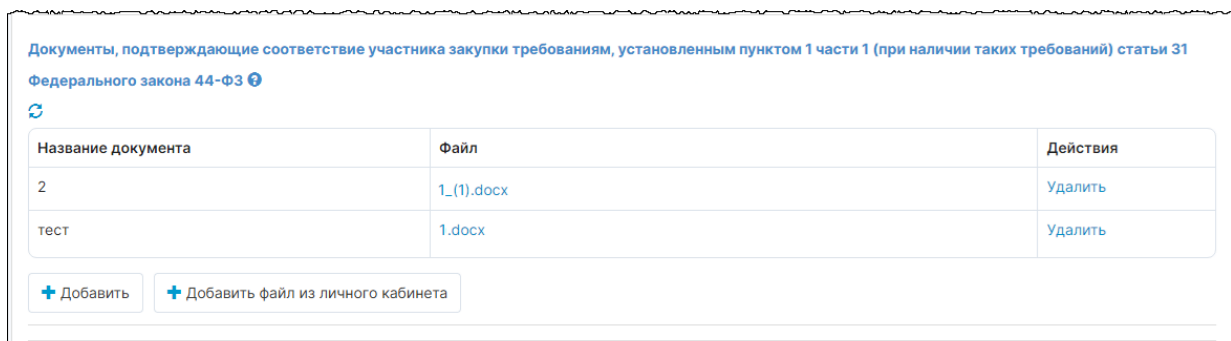 Документы, подтверждающие соответствие участника закупки требованиям, установленным пунктом 1 части 1 (при наличии таких требований) статьи 31
Федерального закона 44-ФЗ
Название документа Файл Действия
2 1_(1).docx Удалить
тест 1.docx Удалить
Добавить Добавить файл из личного кабинета